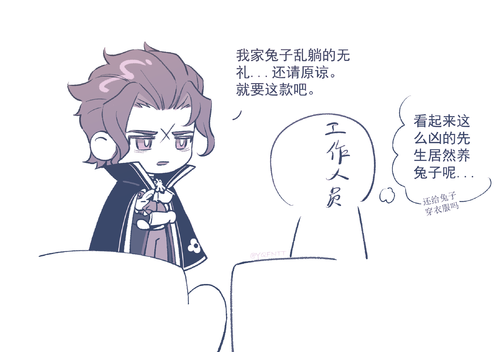 我家兔子乱躺的无
礼...还请原谅。
就要这款吧。
工作人员
看起来这
么凶的先
生居然养
兔子呢...
还给兔子
穿衣服吗